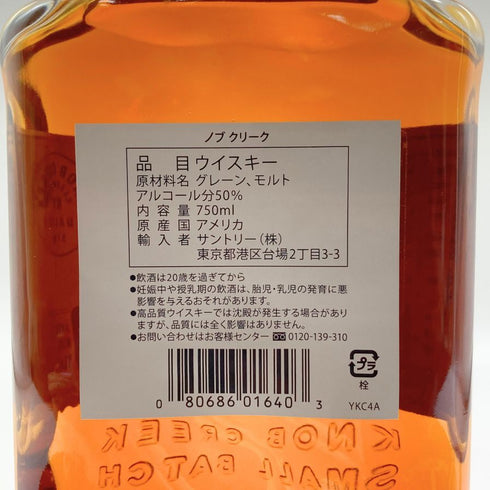 ノブ クリーク
品 目 ウイスキー
原材料名 グレーン、モルト
アルコール分50%
内 容 量 750ml
原 産 国 アメリカ
輸 入 者 サントリー(株)
東京都港区台場2丁目3-3
●飲酒は20歳を過ぎてから
●妊娠中や授乳期の飲酒は、胎児・乳児の発育に悪
影響を与えるおそれがあります。
●高品質ウイスキーでは沈殿が発生する場合があり
ますが、品質には全く影響はありません。
●お問い合わせはお客様センター 0120-139-310
プラ
栓
0 80686 01640 3
YKC4A
KNOB CREEK
SMALL BATCH